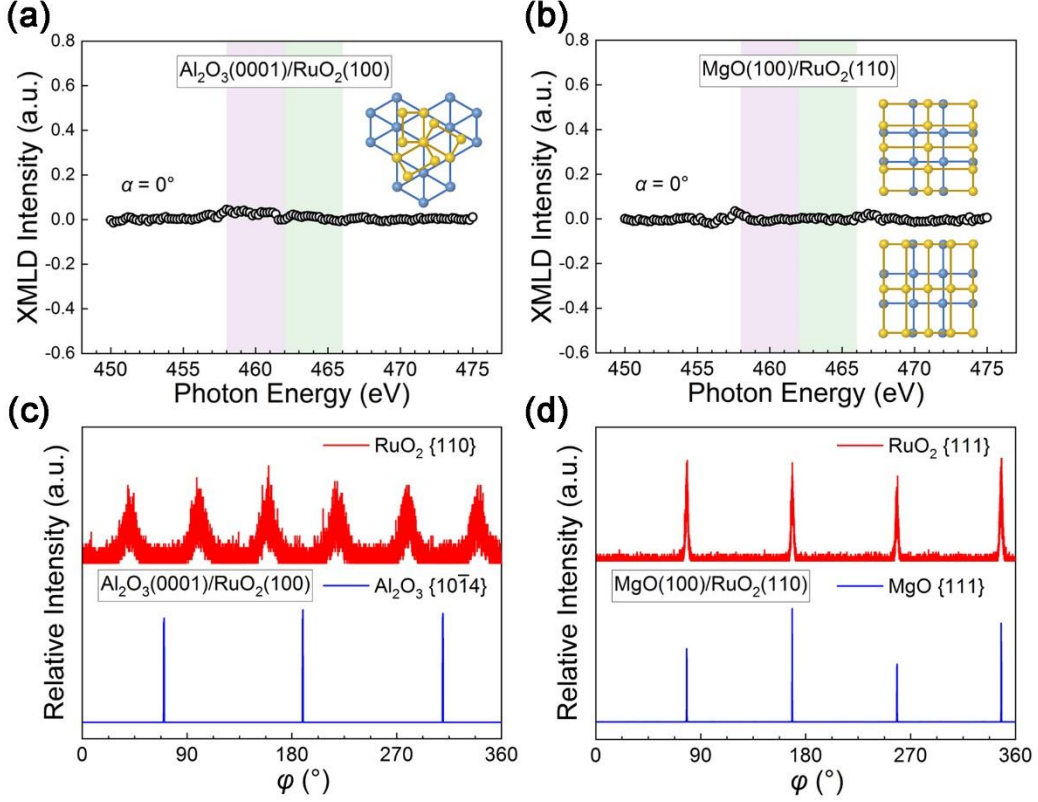 (a)
0.8
0.6
0.4
0.2
0.0
-0.2
-0.4
-0.6
XMLD Intensity (a.u.)
Al₂O₃(0001)/RuO₂(100)
α = 0°
450 455 460 465 470 475
Photon Energy (eV)
(b)
0.8
0.6
0.4
0.2
0.0
-0.2
-0.4
-0.6
XMLD Intensity (a.u.)
MgO(100)/RuO₂(110)
α = 0°
450 455 460 465 470 475
Photon Energy (eV)
(c)
Relative Intensity (a.u.)
RuO₂ {110}
Al₂O₃(0001)/RuO₂(100)
Al₂O₃ {101̄4}
0 90 180 270 360
φ (°)
(d)
Relative Intensity (a.u.)
RuO₂ {111}
MgO(100)/RuO₂(110)
MgO {111}
0 90 180 270 360
φ (°)